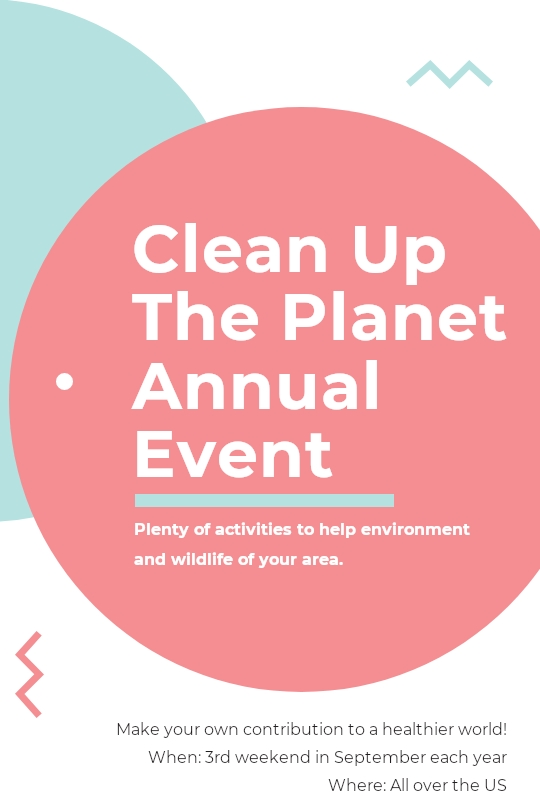 Clean Up
The Planet
Annual
Event
Plenty of activities to help environment
and wildlife of your area.
Make your own contribution to a healthier world!
When: 3rd weekend in September each year
Where: All over the US